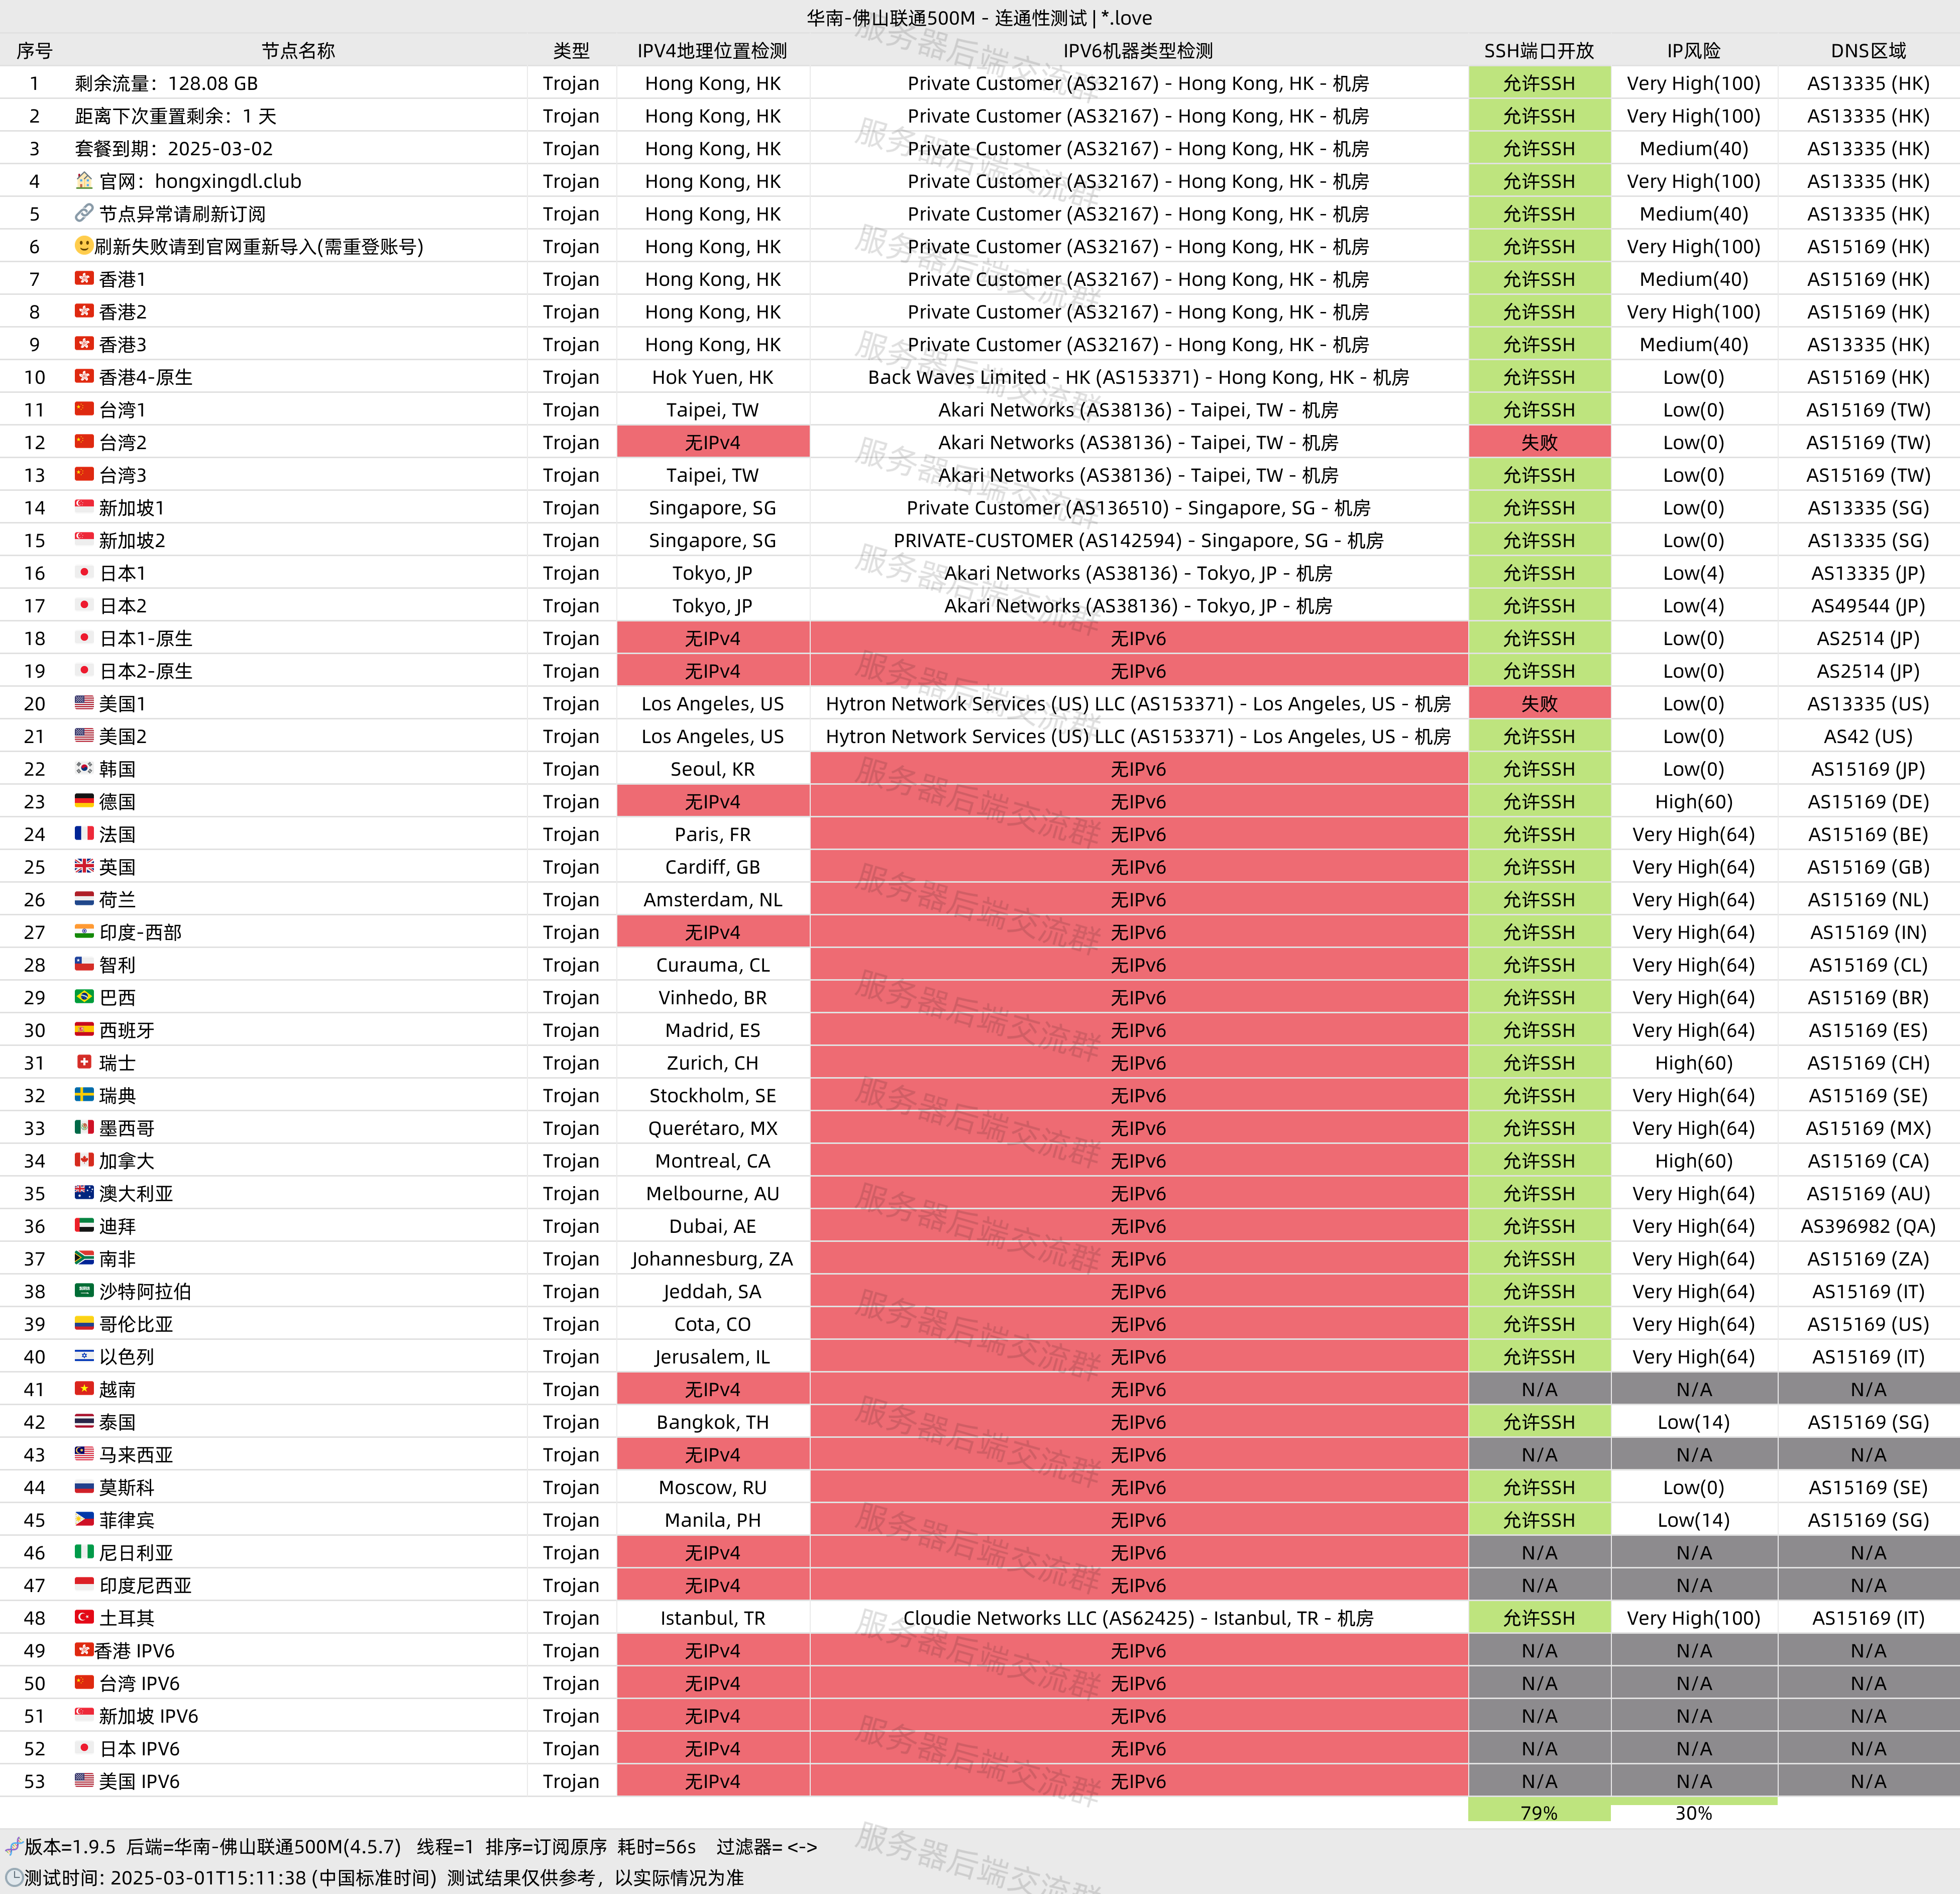 华南-佛山联通500M - 连通性测试 | *.love
序号 节点名称 类型 IPV4地理位置检测 IPV6机器类型检测 SSH端口开放 IP风险 DNS区域
1 剩余流量：128.08 GB Trojan Hong Kong, HK Private Customer (AS32167) - Hong Kong, HK - 机房 允许SSH Very High(100) AS13335 (HK)
2 距离下次重置剩余：1 天 Trojan Hong Kong, HK Private Customer (AS32167) - Hong Kong, HK - 机房 允许SSH Very High(100) AS13335 (HK)
3 套餐到期：2025-03-02 Trojan Hong Kong, HK Private Customer (AS32167) - Hong Kong, HK - 机房 允许SSH Medium(40) AS13335 (HK)
4 官网：hongxingdl.club Trojan Hong Kong, HK Private Customer (AS32167) - Hong Kong, HK - 机房 允许SSH Very High(100) AS13335 (HK)
5 节点异常请刷新订阅 Trojan Hong Kong, HK Private Customer (AS32167) - Hong Kong, HK - 机房 允许SSH Medium(40) AS13335 (HK)
6 刷新失败请到官网重新导入(需重登账号) Trojan Hong Kong, HK Private Customer (AS32167) - Hong Kong, HK - 机房 允许SSH Very High(100) AS15169 (HK)
7 香港1 Trojan Hong Kong, HK Private Customer (AS32167) - Hong Kong, HK - 机房 允许SSH Medium(40) AS15169 (HK)
8 香港2 Trojan Hong Kong, HK Private Customer (AS32167) - Hong Kong, HK - 机房 允许SSH Very High(100) AS15169 (HK)
9 香港3 Trojan Hong Kong, HK Private Customer (AS32167) - Hong Kong, HK - 机房 允许SSH Medium(40) AS13335 (HK)
10 香港4-原生 Trojan Hok Yuen, HK Back Waves Limited - HK (AS153371) - Hong Kong, HK - 机房 允许SSH Low(0) AS15169 (HK)
11 台湾1 Trojan Taipei, TW Akari Networks (AS38136) - Taipei, TW - 机房 允许SSH Low(0) AS15169 (TW)
12 台湾2 Trojan 无IPv4 Akari Networks (AS38136) - Taipei, TW - 机房 失败 Low(0) AS15169 (TW)
13 台湾3 Trojan Taipei, TW Akari Networks (AS38136) - Taipei, TW - 机房 允许SSH Low(0) AS15169 (TW)
14 新加坡1 Trojan Singapore, SG Private Customer (AS136510) - Singapore, SG - 机房 允许SSH Low(0) AS13335 (SG)
15 新加坡2 Trojan Singapore, SG PRIVATE-CUSTOMER (AS142594) - Singapore, SG - 机房 允许SSH Low(0) AS13335 (SG)
16 日本1 Trojan Tokyo, JP Akari Networks (AS38136) - Tokyo, JP - 机房 允许SSH Low(4) AS13335 (JP)
17 日本2 Trojan Tokyo, JP Akari Networks (AS38136) - Tokyo, JP - 机房 允许SSH Low(4) AS49544 (JP)
18 日本1-原生 Trojan 无IPv4 无IPv6 允许SSH Low(0) AS2514 (JP)
19 日本2-原生 Trojan 无IPv4 无IPv6 允许SSH Low(0) AS2514 (JP)
20 美国1 Trojan Los Angeles, US Hytron Network Services (US) LLC (AS153371) - Los Angeles, US - 机房 失败 Low(0) AS13335 (US)
21 美国2 Trojan Los Angeles, US Hytron Network Services (US) LLC (AS153371) - Los Angeles, US - 机房 允许SSH Low(0) AS42 (US)
22 韩国 Trojan Seoul, KR 无IPv6 允许SSH Low(0) AS15169 (JP)
23 德国 Trojan 无IPv4 无IPv6 允许SSH High(60) AS15169 (DE)
24 法国 Trojan Paris, FR 无IPv6 允许SSH Very High(64) AS15169 (BE)
25 英国 Trojan Cardiff, GB 无IPv6 允许SSH Very High(64) AS15169 (GB)
26 荷兰 Trojan Amsterdam, NL 无IPv6 允许SSH Very High(64) AS15169 (NL)
27 印度-西部 Trojan 无IPv4 无IPv6 允许SSH Very High(64) AS15169 (IN)
28 智利 Trojan Curauma, CL 无IPv6 允许SSH Very High(64) AS15169 (CL)
29 巴西 Trojan Vinhedo, BR 无IPv6 允许SSH Very High(64) AS15169 (BR)
30 西班牙 Trojan Madrid, ES 无IPv6 允许SSH Very High(64) AS15169 (ES)
31 瑞士 Trojan Zurich, CH 无IPv6 允许SSH High(60) AS15169 (CH)
32 瑞典 Trojan Stockholm, SE 无IPv6 允许SSH Very High(64) AS15169 (SE)
33 墨西哥 Trojan Querétaro, MX 无IPv6 允许SSH Very High(64) AS15169 (MX)
34 加拿大 Trojan Montreal, CA 无IPv6 允许SSH High(60) AS15169 (CA)
35 澳大利亚 Trojan Melbourne, AU 无IPv6 允许SSH Very High(64) AS15169 (AU)
36 迪拜 Trojan Dubai, AE 无IPv6 允许SSH Very High(64) AS396982 (QA)
37 南非 Trojan Johannesburg, ZA 无IPv6 允许SSH Very High(64) AS15169 (ZA)
38 沙特阿拉伯 Trojan Jeddah, SA 无IPv6 允许SSH Very High(64) AS15169 (IT)
39 哥伦比亚 Trojan Cota, CO 无IPv6 允许SSH Very High(64) AS15169 (US)
40 以色列 Trojan Jerusalem, IL 无IPv6 允许SSH Very High(64) AS15169 (IT)
41 越南 Trojan 无IPv4 无IPv6 N/A N/A N/A
42 泰国 Trojan Bangkok, TH 无IPv6 允许SSH Low(14) AS15169 (SG)
43 马来西亚 Trojan 无IPv4 无IPv6 N/A N/A N/A
44 莫斯科 Trojan Moscow, RU 无IPv6 允许SSH Low(0) AS15169 (SE)
45 菲律宾 Trojan Manila, PH 无IPv6 允许SSH Low(14) AS15169 (SG)
46 尼日利亚 Trojan 无IPv4 无IPv6 N/A N/A N/A
47 印度尼西亚 Trojan 无IPv4 无IPv6 N/A N/A N/A
48 土耳其 Trojan Istanbul, TR Cloudie Networks LLC (AS62425) - Istanbul, TR - 机房 允许SSH Very High(100) AS15169 (IT)
49 香港 IPV6 Trojan 无IPv4 无IPv6 N/A N/A N/A
50 台湾 IPV6 Trojan 无IPv4 无IPv6 N/A N/A N/A
51 新加坡 IPV6 Trojan 无IPv4 无IPv6 N/A N/A N/A
52 日本 IPV6 Trojan 无IPv4 无IPv6 N/A N/A N/A
53 美国 IPV6 Trojan 无IPv4 无IPv6 N/A N/A N/A
79% 30%
版本=1.9.5 后端=华南-佛山联通500M(4.5.7) 线程=1 排序=订阅原序 耗时=56s 过滤器= <->
测试时间: 2025-03-01T15:11:38 (中国标准时间) 测试结果仅供参考，以实际情况为准
服务器后端交流群